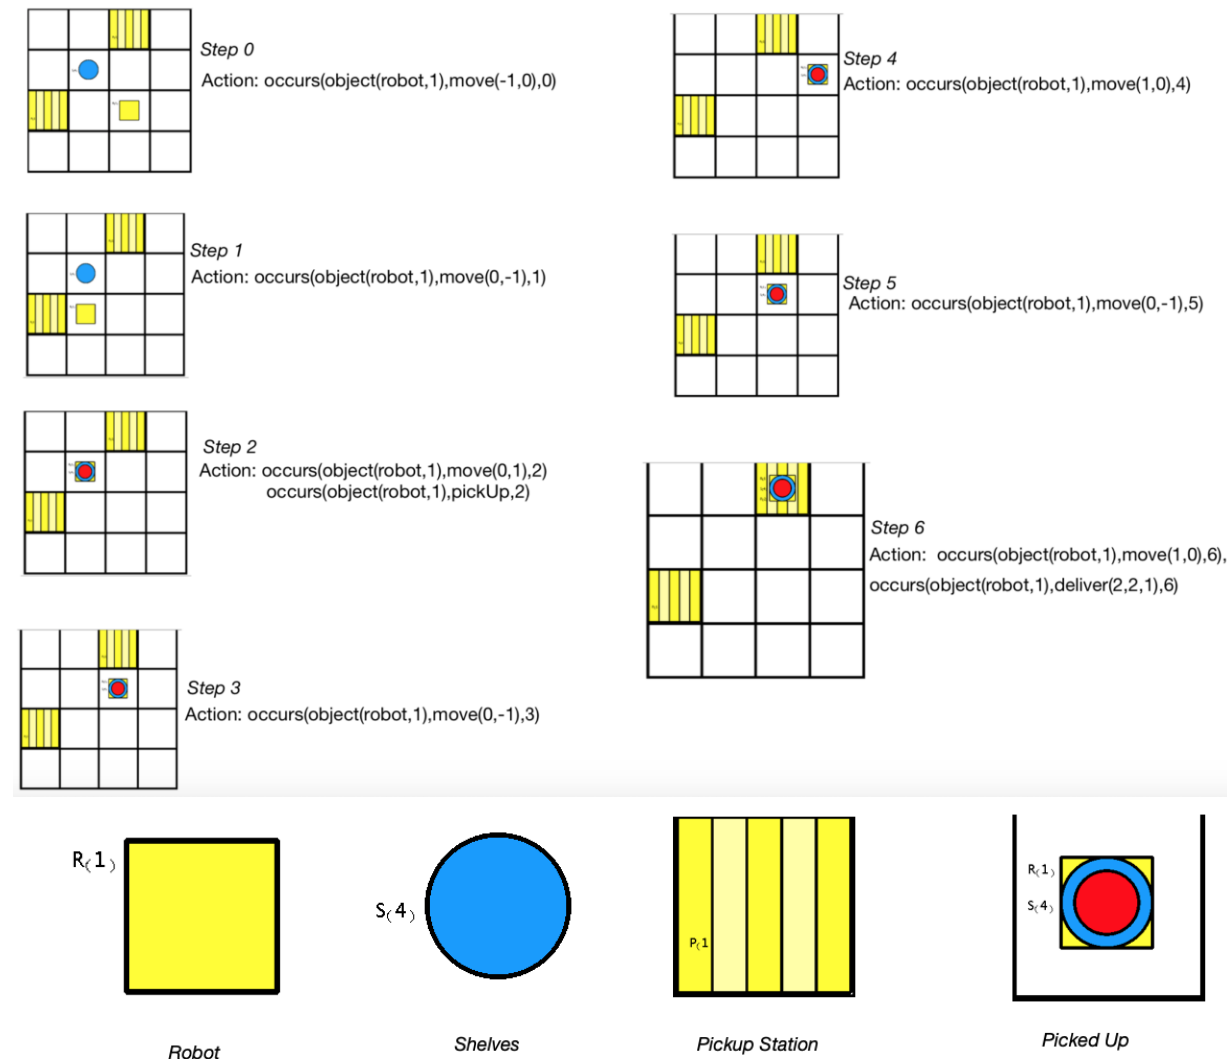 Step 0
Action: occurs(object(robot,1),move(-1,0),0)
Step 1
Action: occurs(object(robot,1),move(0,-1),1)
Step 2
Action: occurs(object(robot,1),move(0,1),2)
occurs(object(robot,1),pickUp,2)
Step 3
Action: occurs(object(robot,1),move(0,-1),3)
Step 4
Action: occurs(object(robot,1),move(1,0),4)
Step 5
Action: occurs(object(robot,1),move(0,-1),5)
Step 6
Action: occurs(object(robot,1),move(1,0),6),
occurs(object(robot,1),deliver(2,2,1),6)
R(1)
Robot
S(4)
Shelves
P(1
Pickup Station
R(1)
S(4)
Picked Up